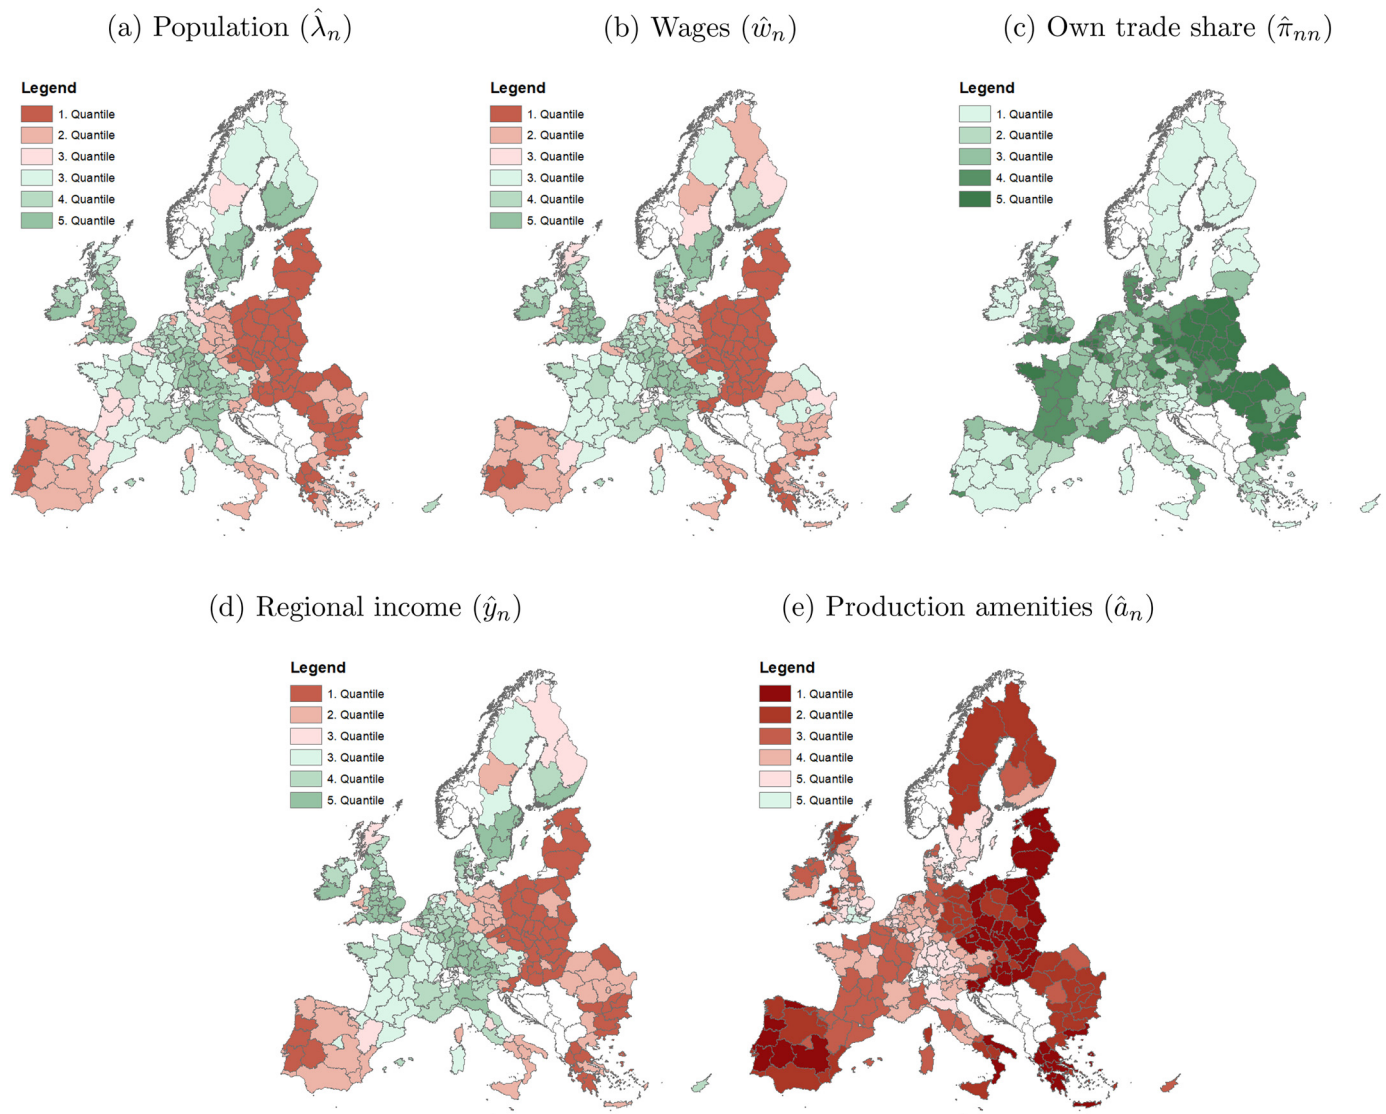 (a) Population (λ̂ₙ)
(b) Wages (ŵₙ)
(c) Own trade share (π̂ₙₙ)
Legend
1. Quantile
2. Quantile
3. Quantile
3. Quantile
4. Quantile
5. Quantile
Legend
1. Quantile
2. Quantile
3. Quantile
3. Quantile
4. Quantile
5. Quantile
Legend
1. Quantile
2. Quantile
3. Quantile
4. Quantile
5. Quantile
(d) Regional income (ŷₙ)
(e) Production amenities (âₙ)
Legend
1. Quantile
2. Quantile
3. Quantile
3. Quantile
4. Quantile
5. Quantile
Legend
1. Quantile
2. Quantile
3. Quantile
4. Quantile
5. Quantile
5. Quantile